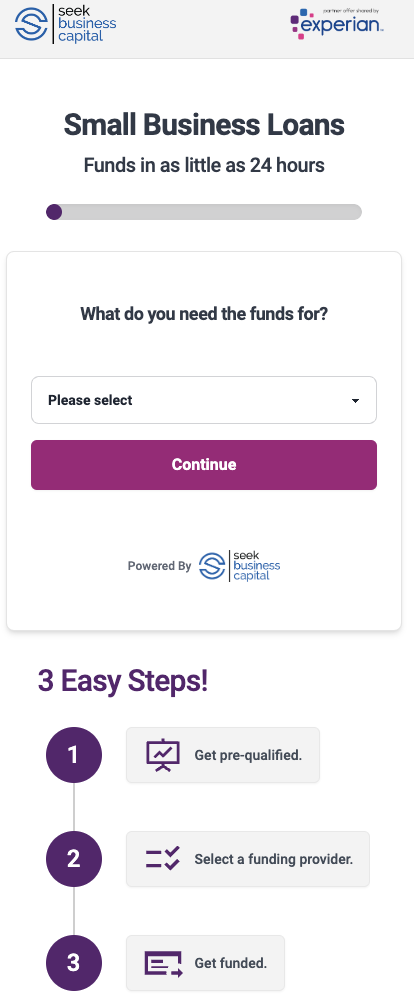 seek
business
capital
partner offer shared by
experian.
Small Business Loans
Funds in as little as 24 hours
What do you need the funds for?
Please select
Continue
Powered By
seek
business
capital
3 Easy Steps!
1
Get pre-qualified.
2
Select a funding provider.
3
Get funded.